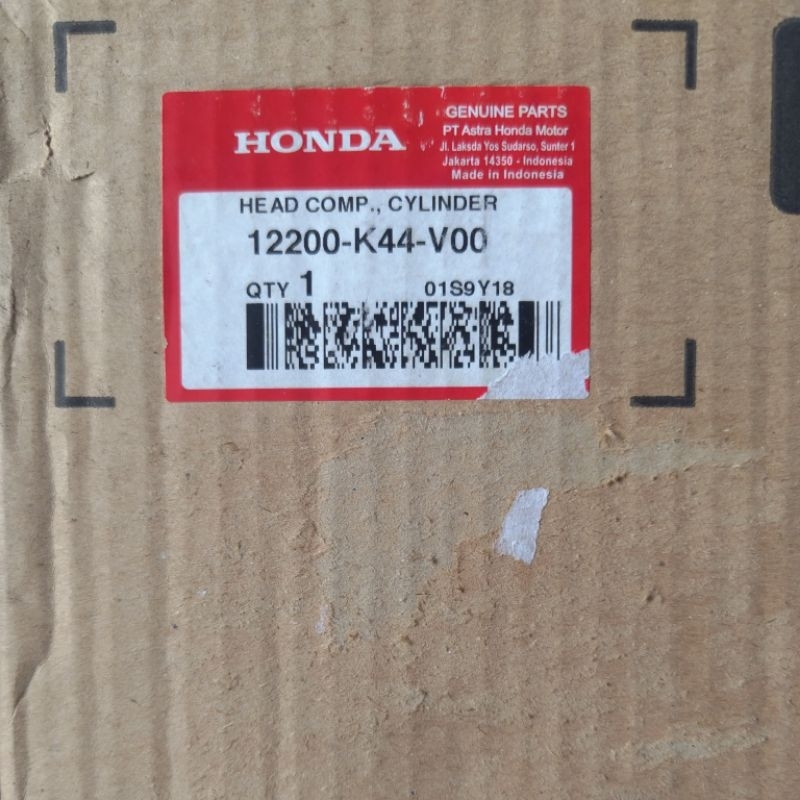 HONDA
GENUINE PARTS
PT Astra Honda Motor
Jl. Laksda Yos Sudarso, Sunter 1
Jakarta 14350 - Indonesia
Made in Indonesia
HEAD COMP., CYLINDER
12200-K44-V00
QTY 1 01S9Y18